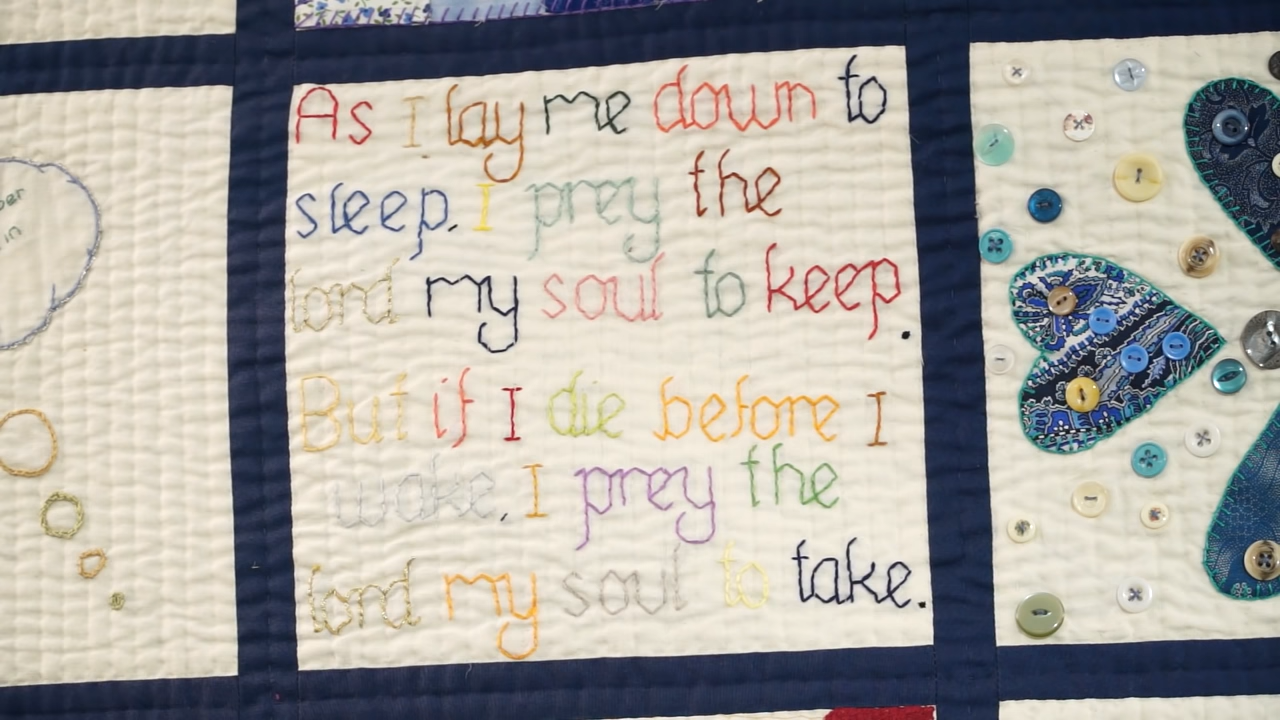 As I lay me down to
sleep. I prey the
lord my soul to keep.
But if I die before I
wake, I prey the
lord my soul to take.
in